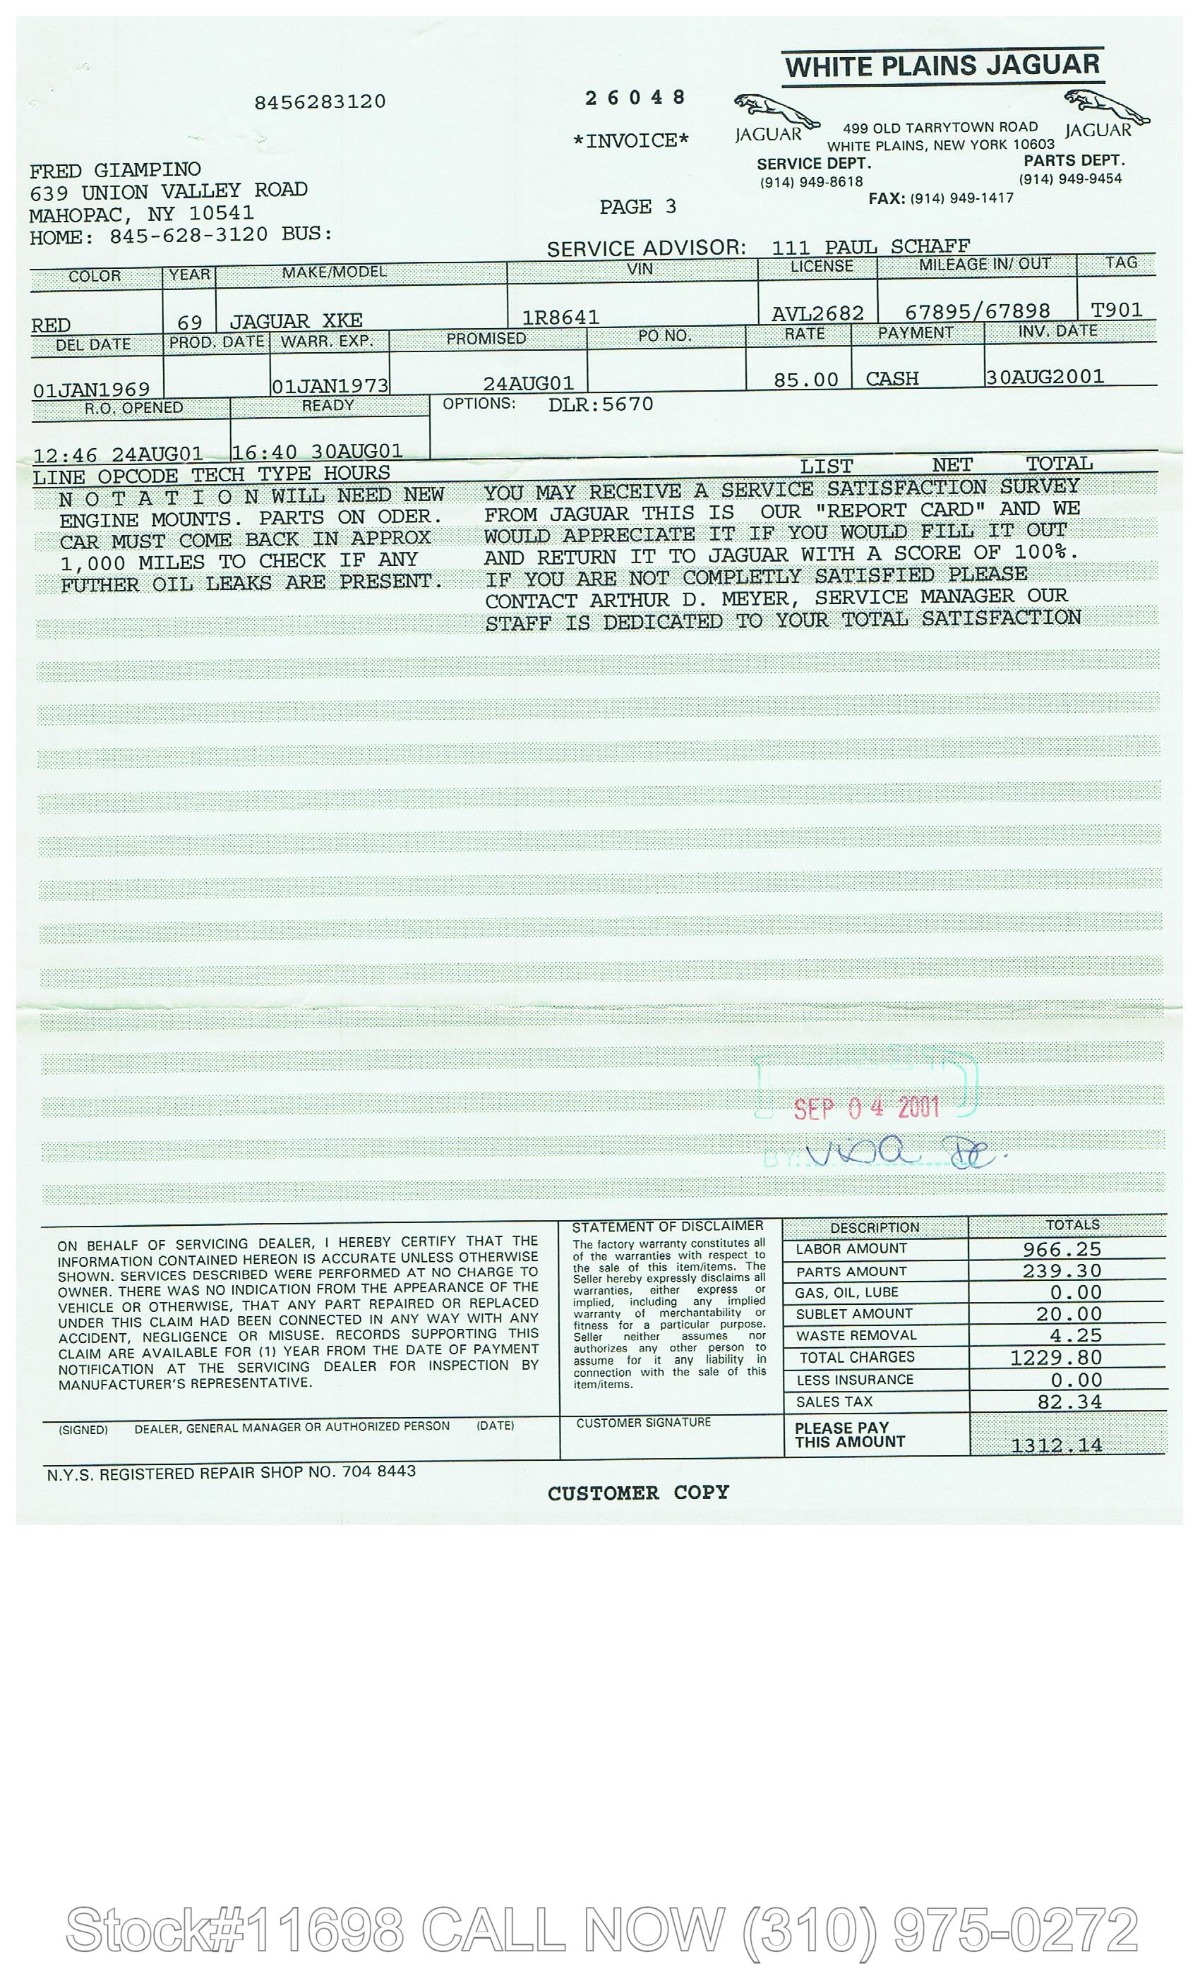 WHITE PLAINS JAGUAR
8456283120
26048
*INVOICE*
JAGUAR
499 OLD TARRYTOWN ROAD
WHITE PLAINS, NEW YORK 10603
JAGUAR
SERVICE DEPT.
(914) 949-8618
PARTS DEPT.
(914) 949-9454
FAX: (914) 949-1417
FRED GIAMPINO
639 UNION VALLEY ROAD
MAHOPAC, NY 10541
HOME: 845-628-3120 BUS:
PAGE 3
SERVICE ADVISOR: 111 PAUL SCHAFF
COLOR YEAR MAKE/MODEL VIN LICENSE MILEAGE IN/ OUT TAG
RED 69 JAGUAR XKE 1R8641 AVL2682 67895/67898 T901
DEL DATE PROD. DATE WARR. EXP. PROMISED PO NO. RATE PAYMENT INV. DATE
01JAN1969 01JAN1973 24AUG01 85.00 CASH 30AUG2001
R.O. OPENED READY OPTIONS: DLR:5670
12:46 24AUG01 16:40 30AUG01
LINE OPCODE TECH TYPE HOURS LIST NET TOTAL
N O T A T I O N WILL NEED NEW
ENGINE MOUNTS. PARTS ON ODER.
CAR MUST COME BACK IN APPROX
1,000 MILES TO CHECK IF ANY
FUTHER OIL LEAKS ARE PRESENT.
YOU MAY RECEIVE A SERVICE SATISFACTION SURVEY
FROM JAGUAR THIS IS OUR "REPORT CARD" AND WE
WOULD APPRECIATE IT IF YOU WOULD FILL IT OUT
AND RETURN IT TO JAGUAR WITH A SCORE OF 100%.
IF YOU ARE NOT COMPLETLY SATISFIED PLEASE
CONTACT ARTHUR D. MEYER, SERVICE MANAGER OUR
STAFF IS DEDICATED TO YOUR TOTAL SATISFACTION
SEP 04 2001
BY: VISA
ON BEHALF OF SERVICING DEALER, I HEREBY CERTIFY THAT THE
INFORMATION CONTAINED HEREON IS ACCURATE UNLESS OTHERWISE
SHOWN. SERVICES DESCRIBED WERE PERFORMED AT NO CHARGE TO
OWNER. THERE WAS NO INDICATION FROM THE APPEARANCE OF THE
VEHICLE OR OTHERWISE, THAT ANY PART REPAIRED OR REPLACED
UNDER THIS CLAIM HAD BEEN CONNECTED IN ANY WAY WITH ANY
ACCIDENT, NEGLIGENCE OR MISUSE. RECORDS SUPPORTING THIS
CLAIM ARE AVAILABLE FOR (1) YEAR FROM THE DATE OF PAYMENT
NOTIFICATION AT THE SERVICING DEALER FOR INSPECTION BY
MANUFACTURER'S REPRESENTATIVE.
(SIGNED) DEALER, GENERAL MANAGER OR AUTHORIZED PERSON (DATE)
STATEMENT OF DISCLAIMER
The factory warranty constitutes all
of the warranties with respect to
the sale of this item/items. The
Seller hereby expressly disclaims all
warranties, either express or
implied, including any implied
warranty of merchantability or
fitness for a particular purpose.
Seller neither assumes nor
authorizes any other person to
assume for it any liability in
connection with the sale of this
item/items.
CUSTOMER SIGNATURE
DESCRIPTION TOTALS
LABOR AMOUNT 966.25
PARTS AMOUNT 239.30
GAS, OIL, LUBE 0.00
SUBLET AMOUNT 20.00
WASTE REMOVAL 4.25
TOTAL CHARGES 1229.80
LESS INSURANCE 0.00
SALES TAX 82.34
PLEASE PAY
THIS AMOUNT 1312.14
N.Y.S. REGISTERED REPAIR SHOP NO. 704 8443
CUSTOMER COPY
Stock#11698 CALL NOW (310) 975-0272